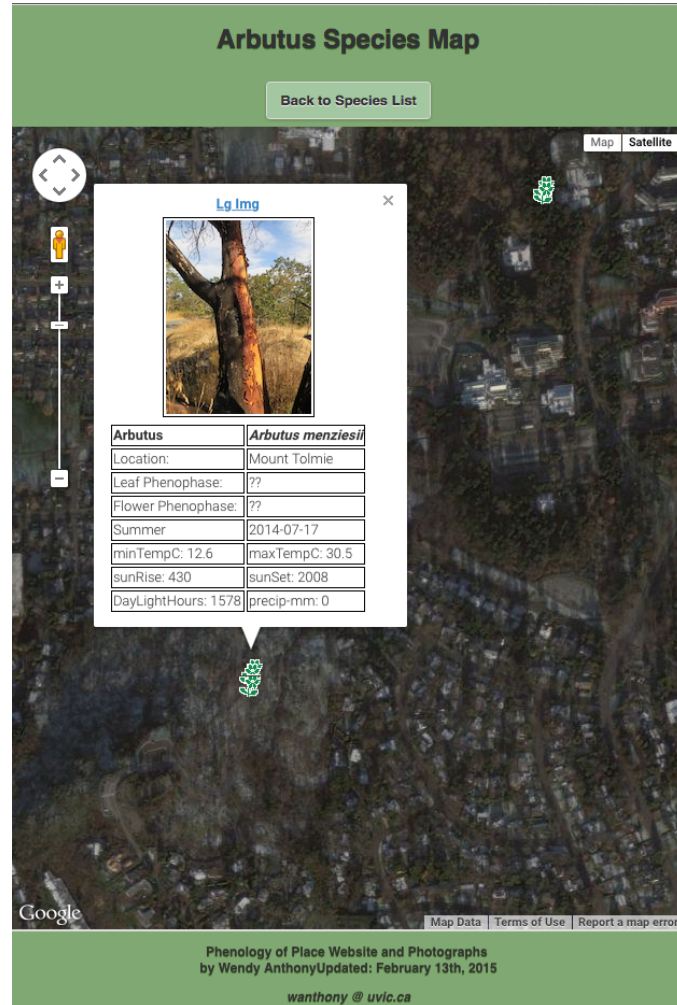 Arbutus Species Map
Back to Species List
Map Satellite
Lg Img
×
Arbutus Arbutus menziesii
Location: Mount Tolmie
Leaf Phenophase: ??
Flower Phenophase: ??
Summer 2014-07-17
minTempC: 12.6 maxTempC: 30.5
sunRise: 430 sunSet: 2008
DayLightHours: 1578 precip-mm: 0
Google
Map Data Terms of Use Report a map error
Phenology of Place Website and Photographs
by Wendy AnthonyUpdated: February 13th, 2015
wanthony @ uvic.ca